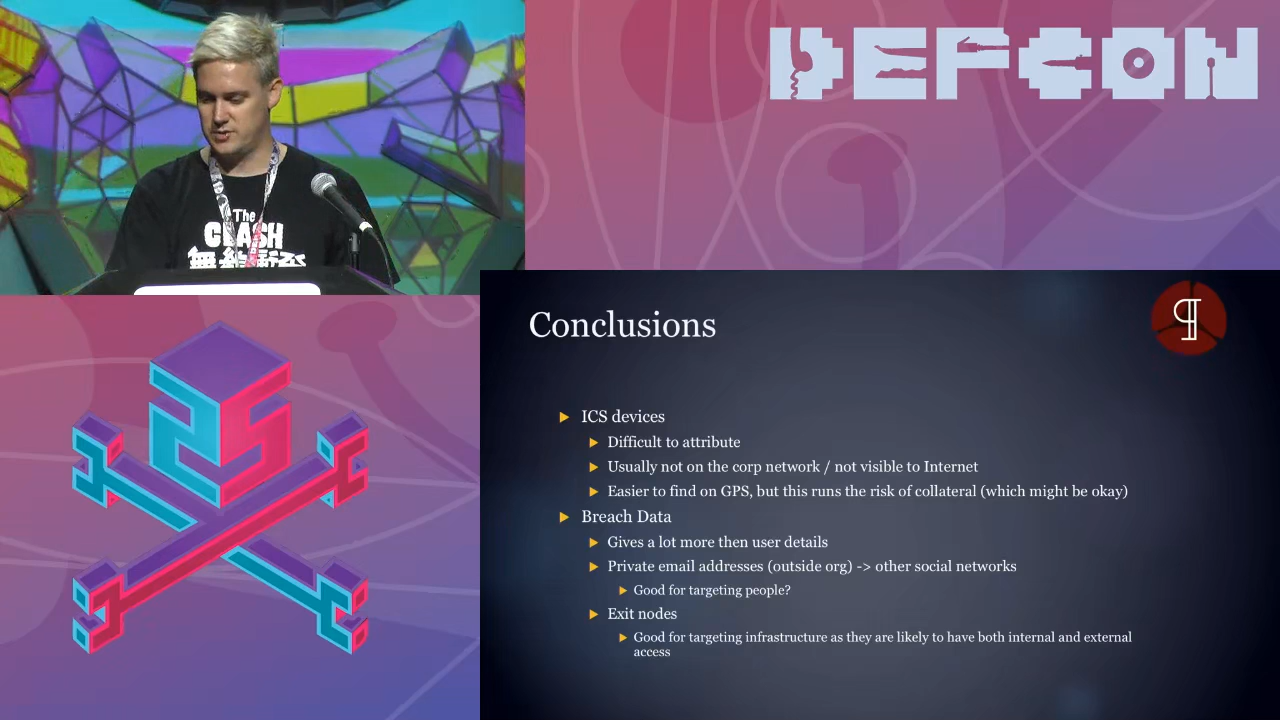 DEFCON
The
CLASH
Conclusions
¶
ICS devices
Difficult to attribute
Usually not on the corp network / not visible to Internet
Easier to find on GPS, but this runs the risk of collateral (which might be okay)
Breach Data
Gives a lot more then user details
Private email addresses (outside org) -> other social networks
Good for targeting people?
Exit nodes
Good for targeting infrastructure as they are likely to have both internal and external
access